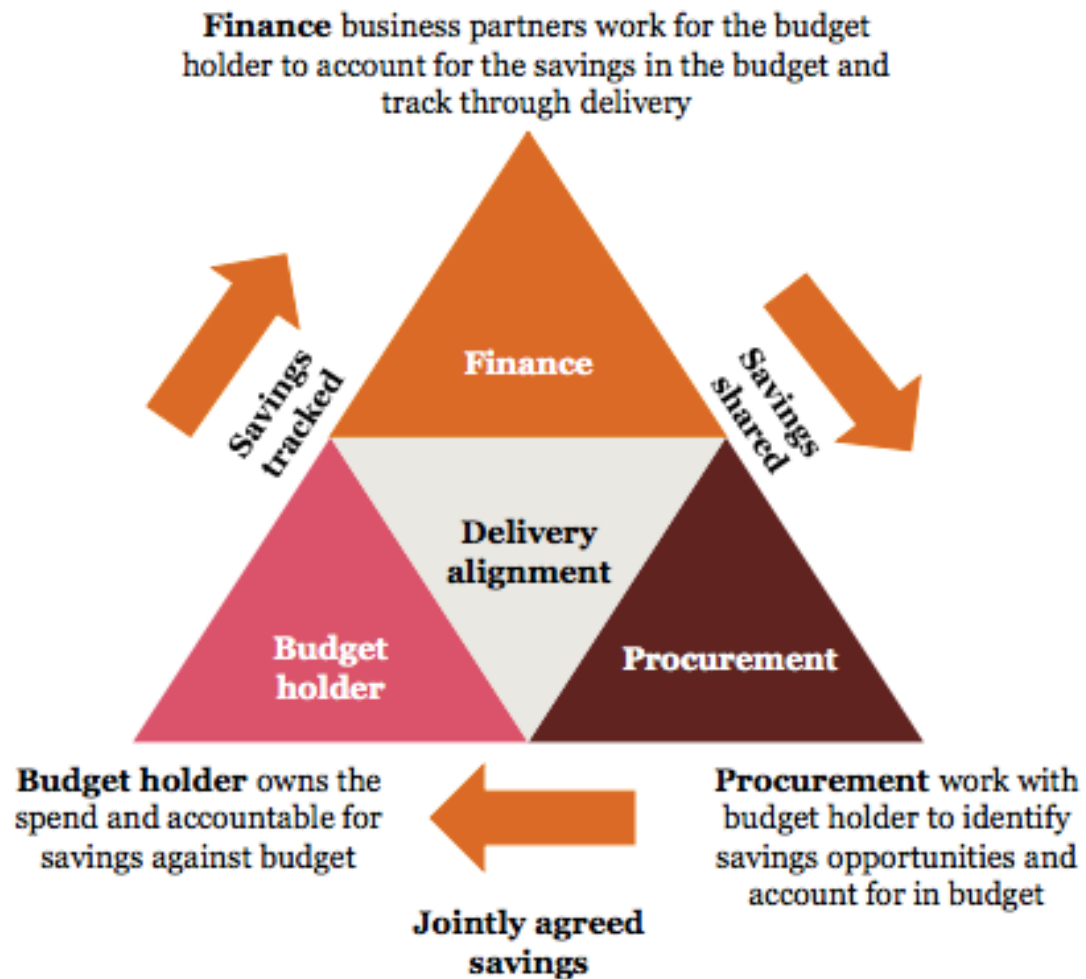 Finance business partners work for the budget
holder to account for the savings in the budget and
track through delivery
Savings
tracked
Savings
shared
Finance
Delivery
alignment
Budget
holder
Procurement
Budget holder owns the
spend and accountable for
savings against budget
Procurement work with
budget holder to identify
savings opportunities and
account for in budget
Jointly agreed
savings